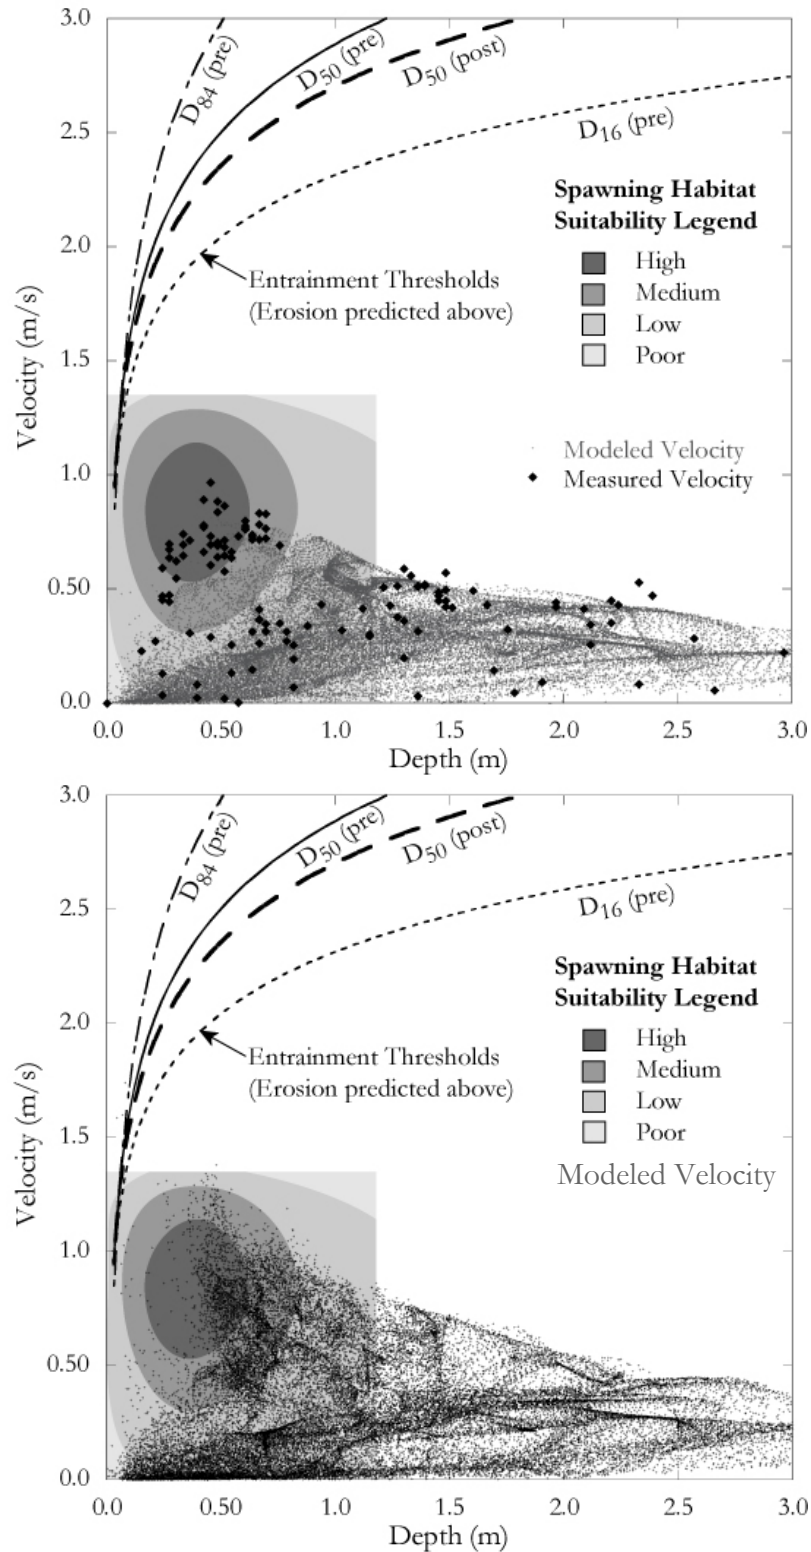 3.0
2.5
2.0
1.5
1.0
0.50
0.0
Velocity (m/s)
D84 (pre)
D50 (pre)
D50 (post)
D16 (pre)
Spawning Habitat
Suitability Legend
High
Medium
Low
Poor
Entrainment Thresholds
(Erosion predicted above)
Modeled Velocity
Measured Velocity
0.0 0.50 1.0 1.5 2.0 2.5 3.0
Depth (m)
3.0
2.5
2.0
1.5
1.0
0.50
0.0
Velocity (m/s)
D84 (pre)
D50 (pre)
D50 (post)
D16 (pre)
Spawning Habitat
Suitability Legend
High
Medium
Low
Poor
Entrainment Thresholds
(Erosion predicted above)
Modeled Velocity
0.0 0.50 1.0 1.5 2.0 2.5 3.0
Depth (m)